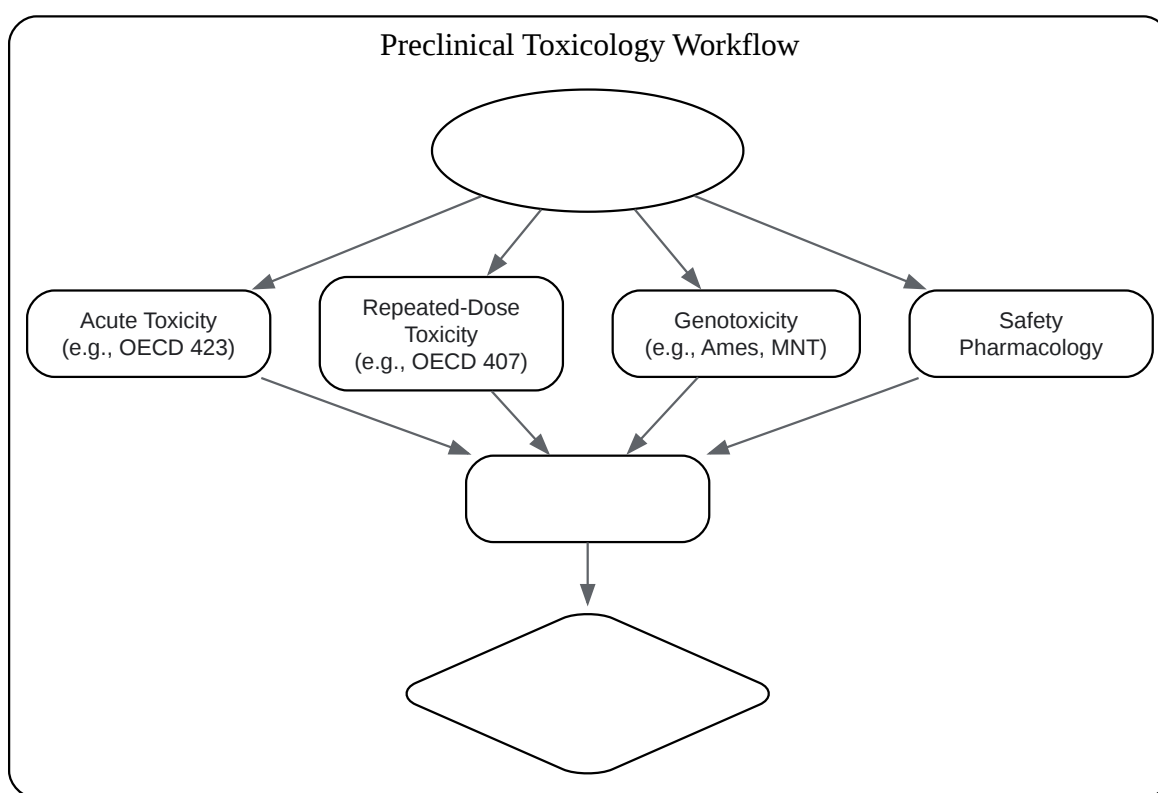 Preclinical Toxicology Workflow
Acute Toxicity
(e.g., OECD 423)
Repeated-Dose
Toxicity
(e.g., OECD 407)
Genotoxicity
(e.g., Ames, MNT)
Safety
Pharmacology